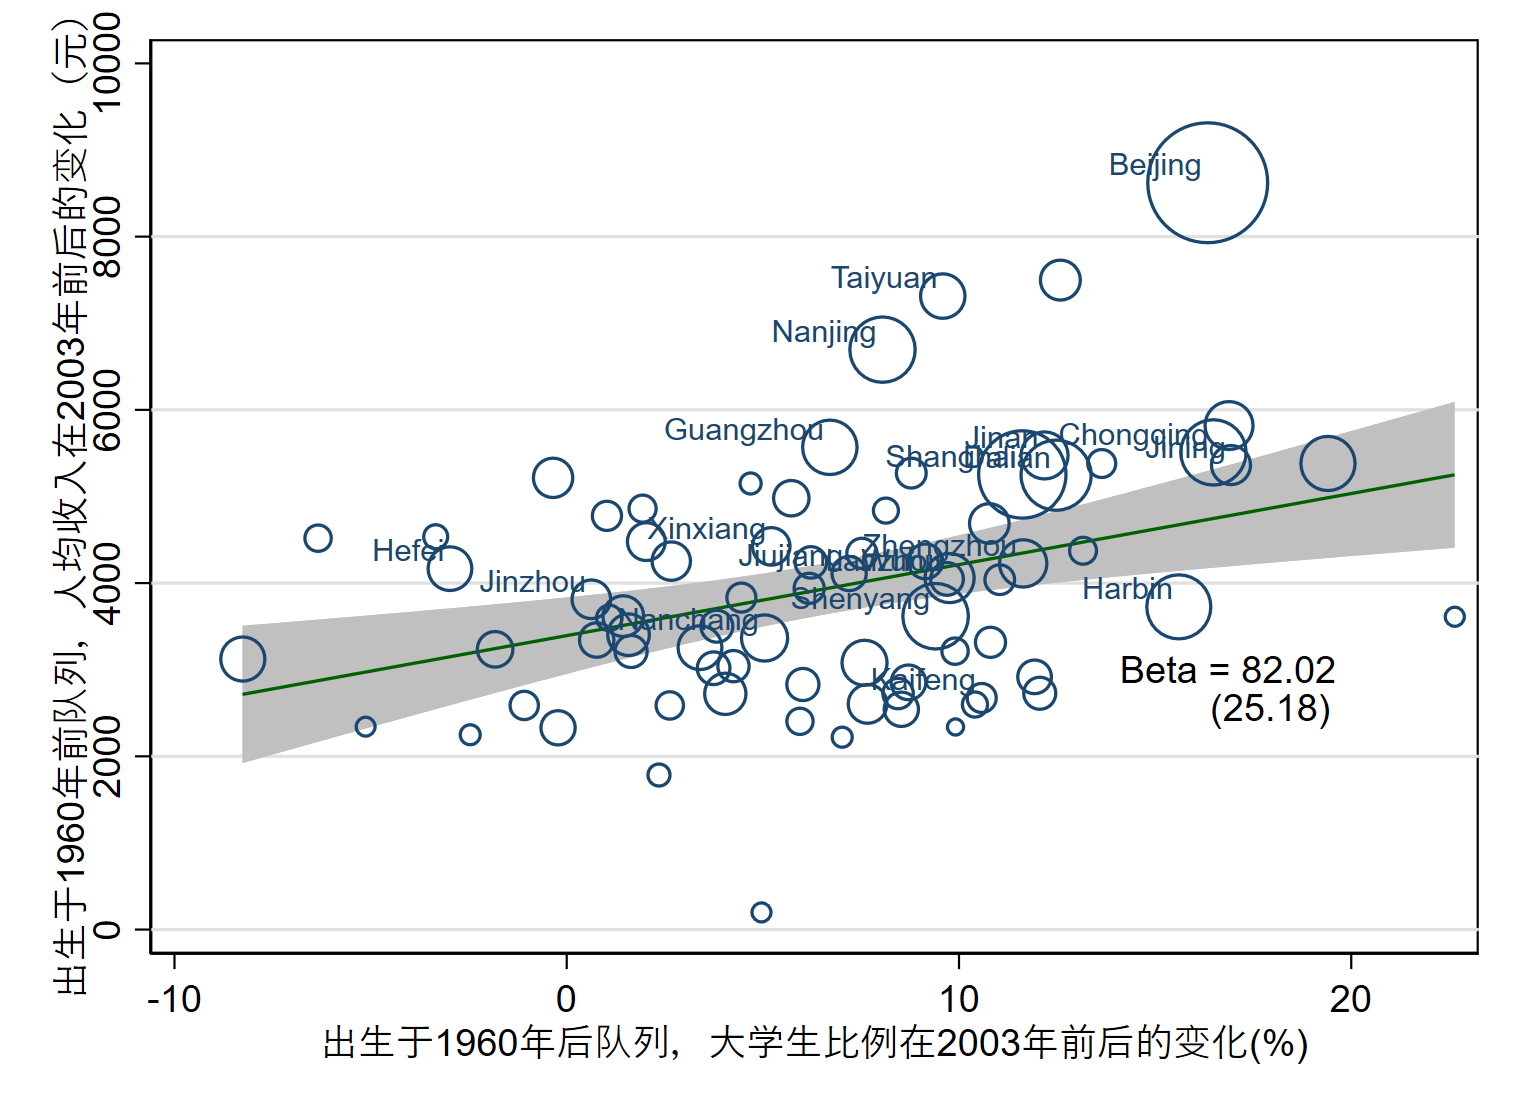 出生于1960年前队列，人均收入在2003年前后的变化（元）
10000
8000
6000
4000
2000
0
Beijing
Taiyuan
Nanjing
Guangzhou
Chongqing
Jinan
Jining
Shanghai
Dalian
Xinxiang
Zhengzhou
Hefei
Jiujiang
Lanzhou
Wuhan
Jinzhou
Harbin
Shenyang
Nanchang
Kaifeng
Beta = 82.02
(25.18)
-10
0
10
20
出生于1960年后队列，大学生比例在2003年前后的变化(%)